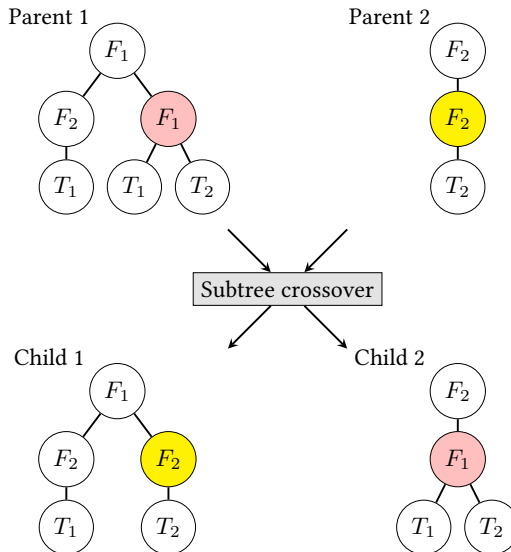 Parent 1 Parent 2
F₁ F₂
F₂ F₁ F₂
T₁ T₁ T₂ T₂
Subtree crossover
Child 1 Child 2
F₁ F₂
F₂ F₂ F₁
T₁ T₂ T₁ T₂